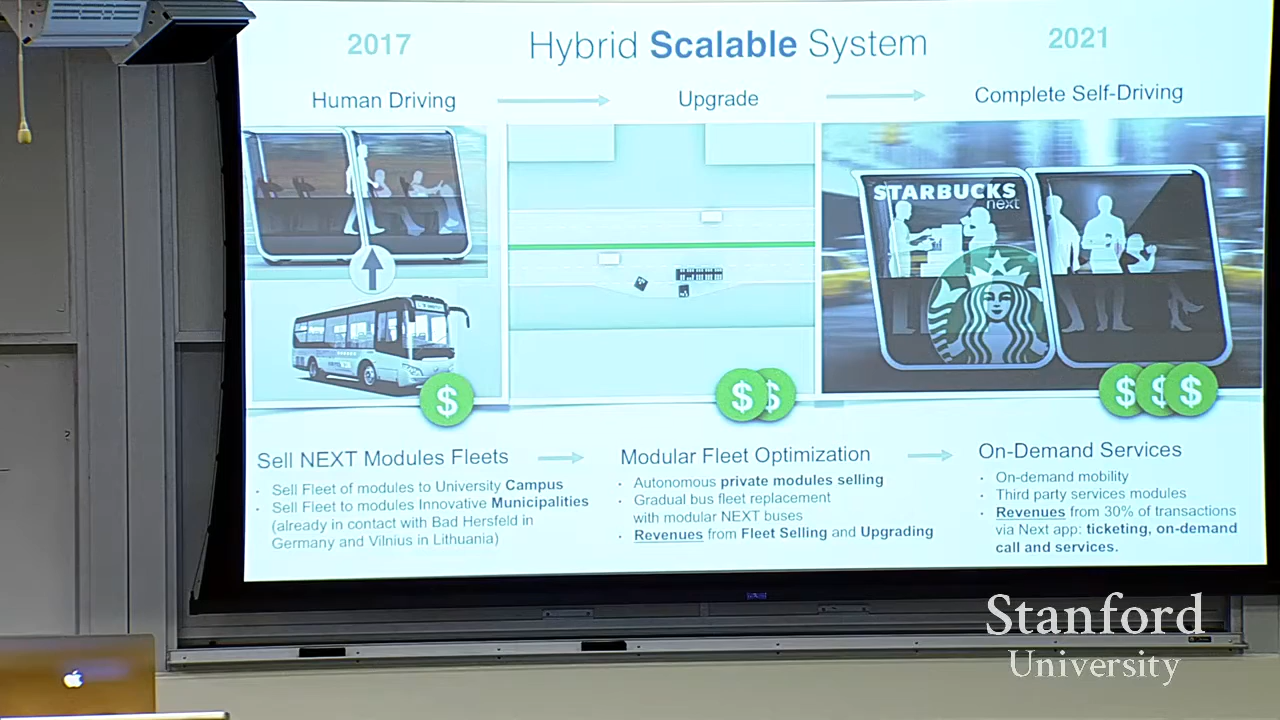 2017
Hybrid Scalable System
2021
Human Driving
Upgrade
Complete Self-Driving
STARBUCKS
next
$
$ $
$ $ $
Sell NEXT Modules Fleets
· Sell Fleet of modules to University Campus
· Sell Fleet to modules Innovative Municipalities
(already in contact with Bad Hersfeld in
Germany and Vilnius in Lithuania)
Modular Fleet Optimization
· Autonomous private modules selling
· Gradual bus fleet replacement
with modular NEXT buses
· Revenues from Fleet Selling and Upgrading
On-Demand Services
· On-demand mobility
· Third party services modules
· Revenues from 30% of transactions
via Next app: ticketing, on-demand
call and services.
Stanford
University